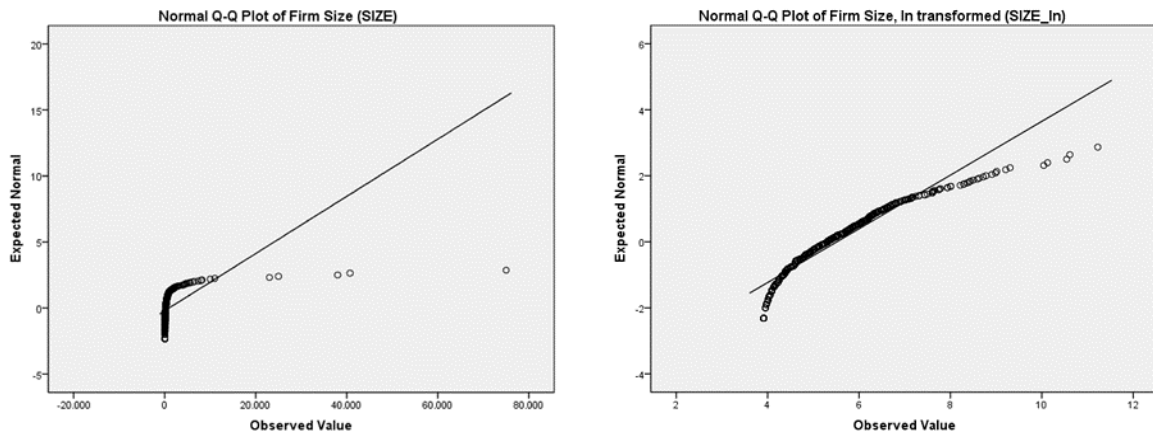 Normal Q-Q Plot of Firm Size (SIZE)
20
15
10
5
0
-5
Expected Normal
-20.000 0 20.000 40.000 60.000 80.000
Observed Value
Normal Q-Q Plot of Firm Size, ln transformed (SIZE_ln)
6
4
2
0
-2
-4
Expected Normal
2 4 6 8 10 12
Observed Value